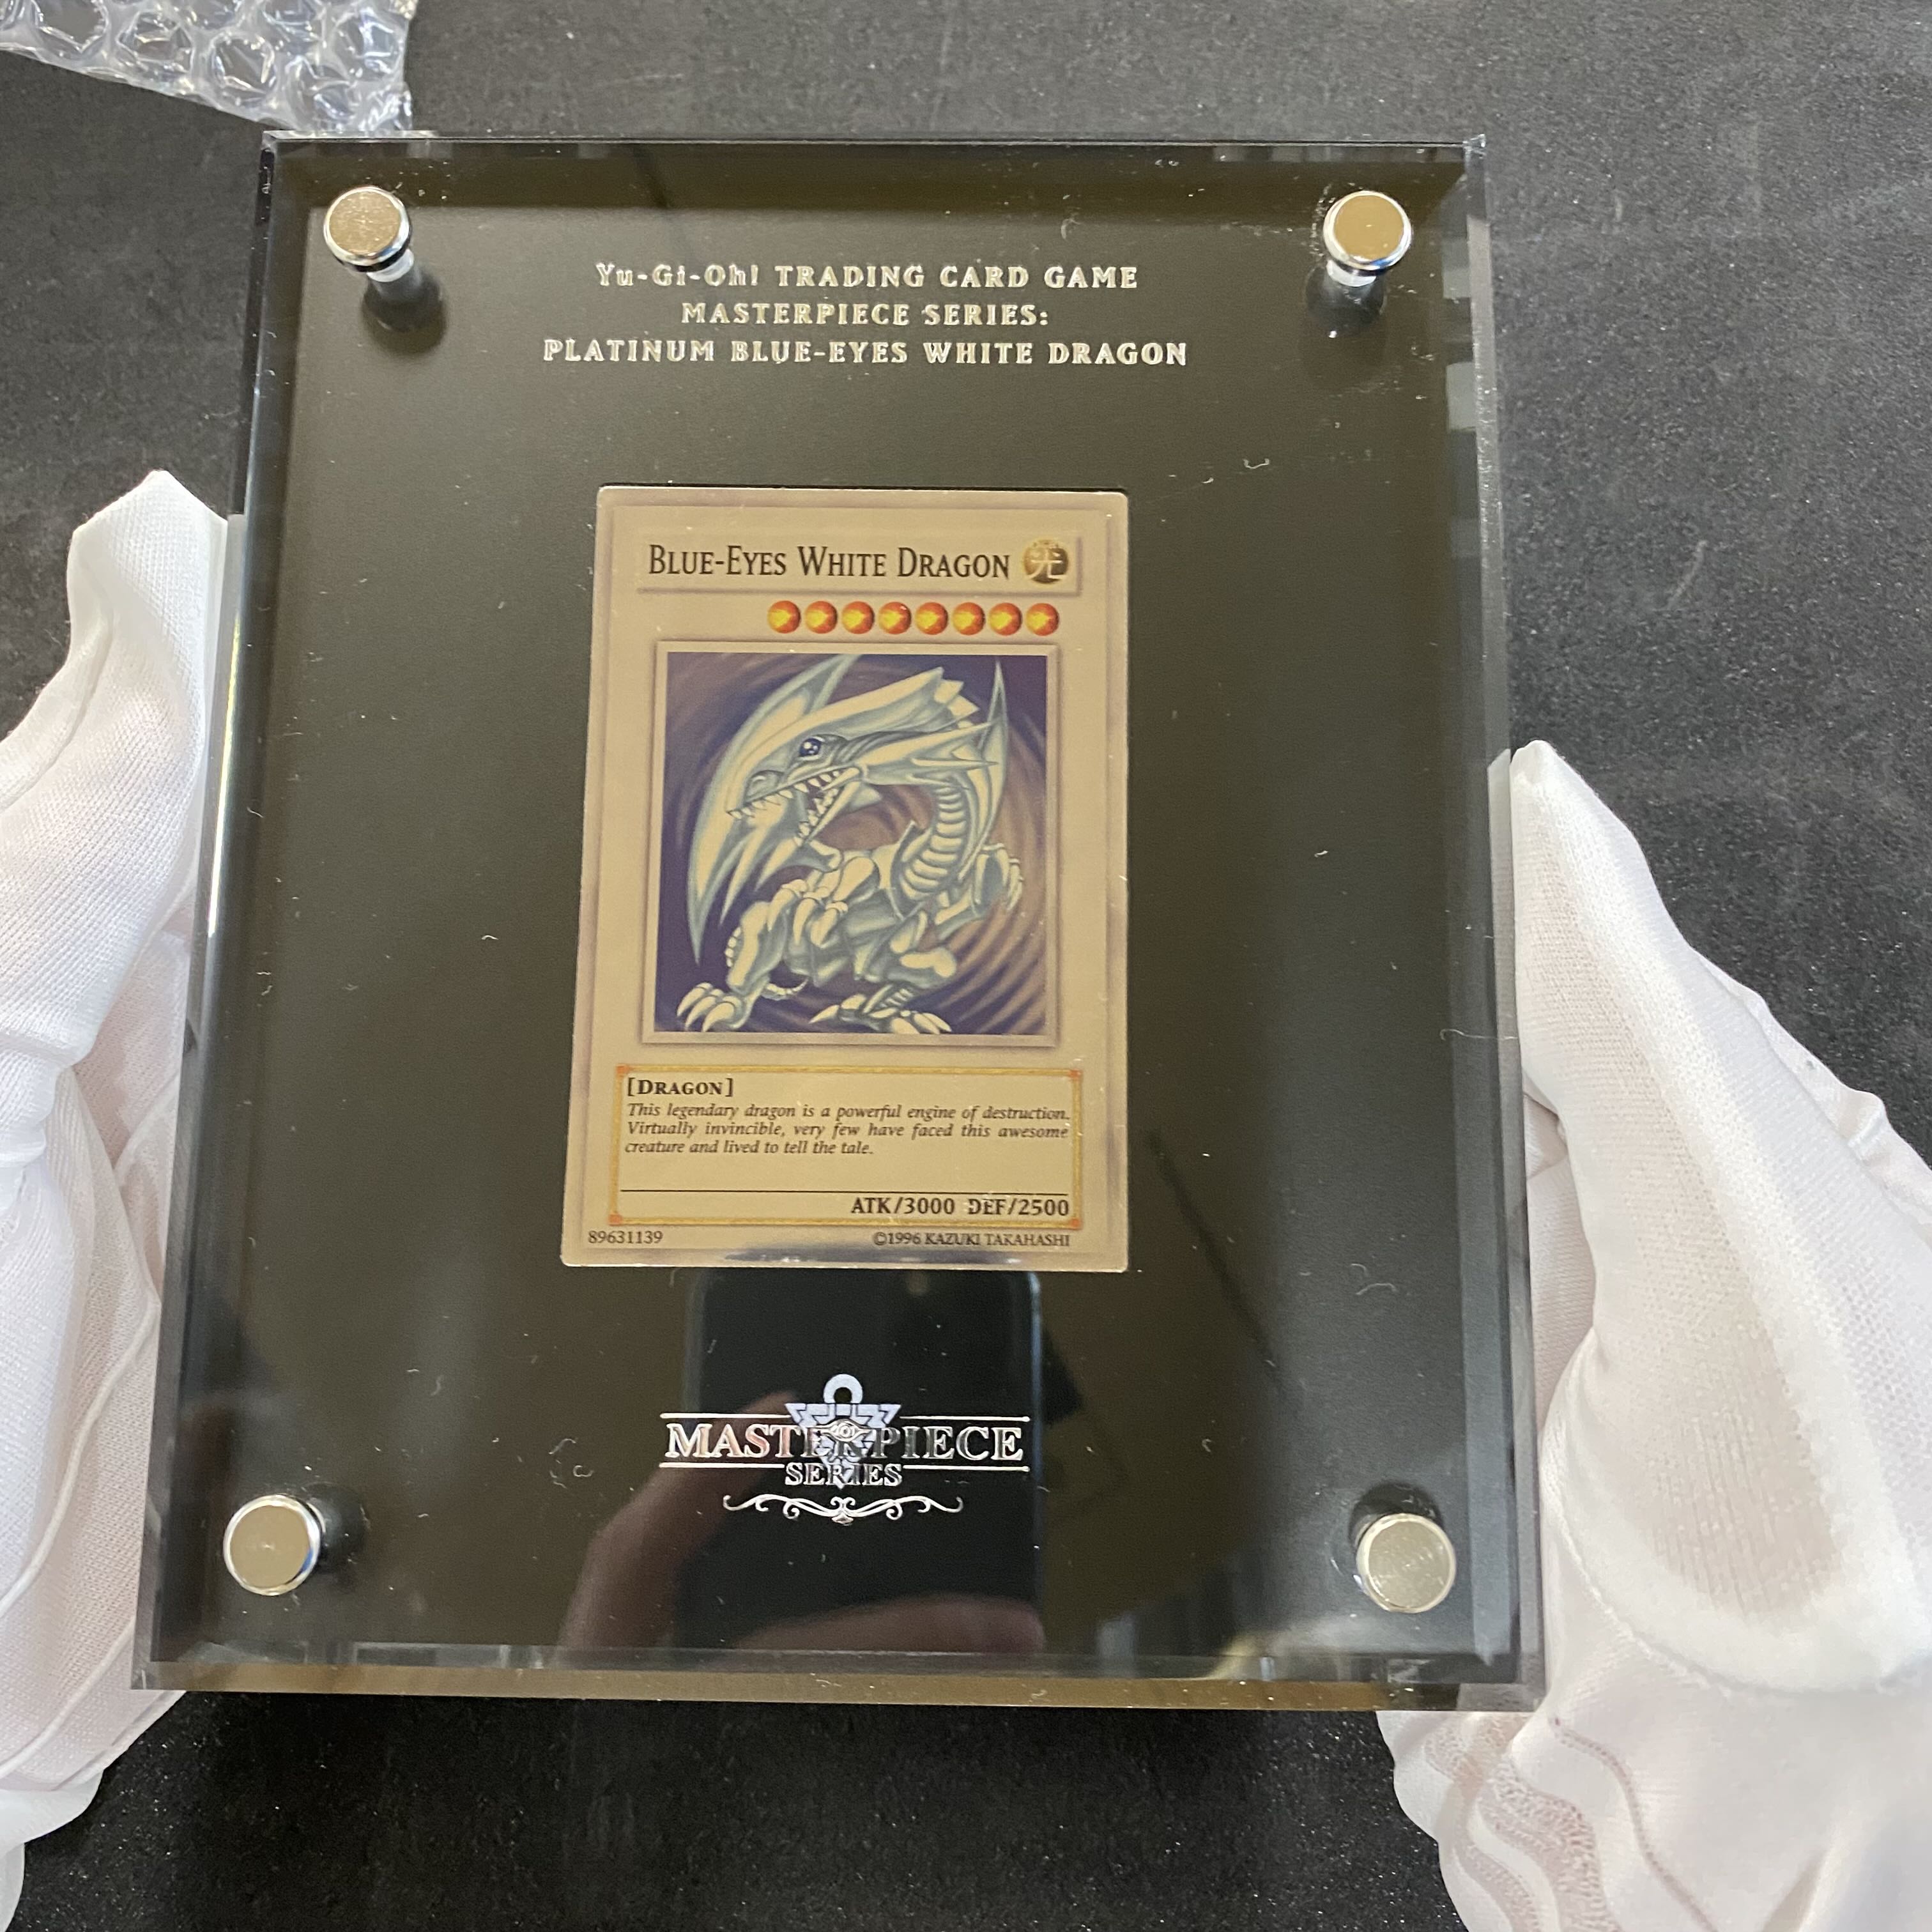 Yu-Gi-Oh! TRADING CARD GAME
MASTERPIECE SERIES:
PLATINUM BLUE-EYES WHITE DRAGON
BLUE-EYES WHITE DRAGON 光
[DRAGON]
This legendary dragon is a powerful engine of destruction.
Virtually invincible, very few have faced this awesome
creature and lived to tell the tale.
ATK/3000 DEF/2500
89631139 ©1996 KAZUKI TAKAHASHI
MASTERPIECE
SERIES